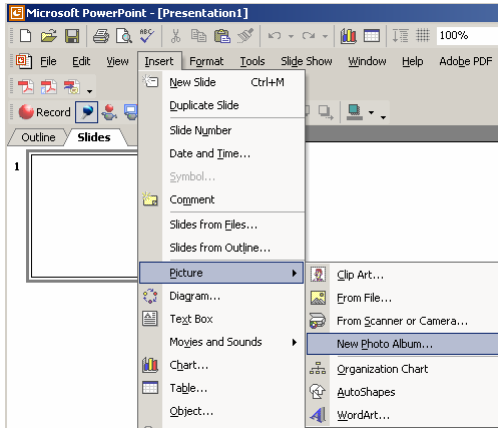 Microsoft PowerPoint - [Presentation1]
100%
File Edit View Insert Format Tools Slide Show Window Help Adobe PDF
Record
Outline Slides
1
New Slide Ctrl+M
Duplicate Slide
Slide Number
Date and Time...
Symbol...
Comment
Slides from Files...
Slides from Outline...
Picture
Diagram...
Text Box
Movies and Sounds
Chart...
Table...
Object...
Clip Art...
From File...
From Scanner or Camera...
New Photo Album...
Organization Chart
AutoShapes
WordArt...